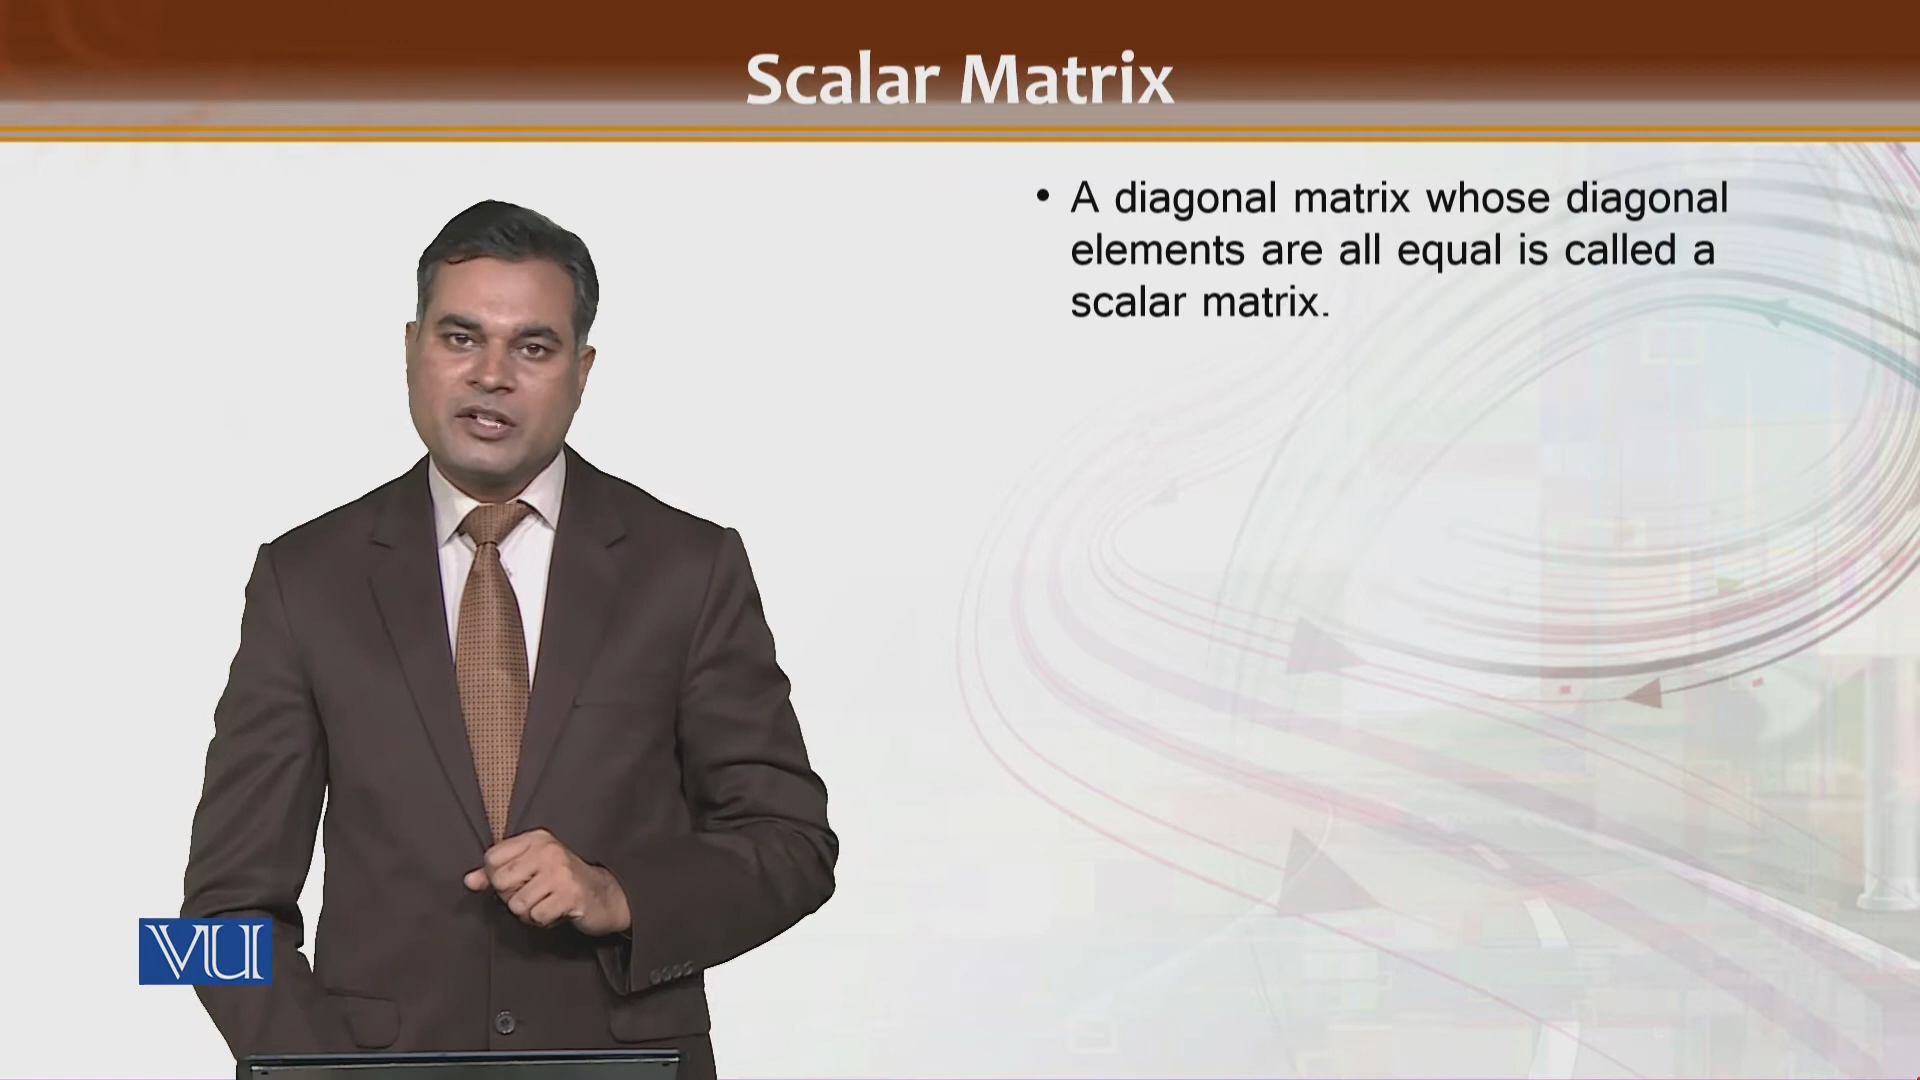 Scalar Matrix
• A diagonal matrix whose diagonal
elements are all equal is called a
scalar matrix.
VU